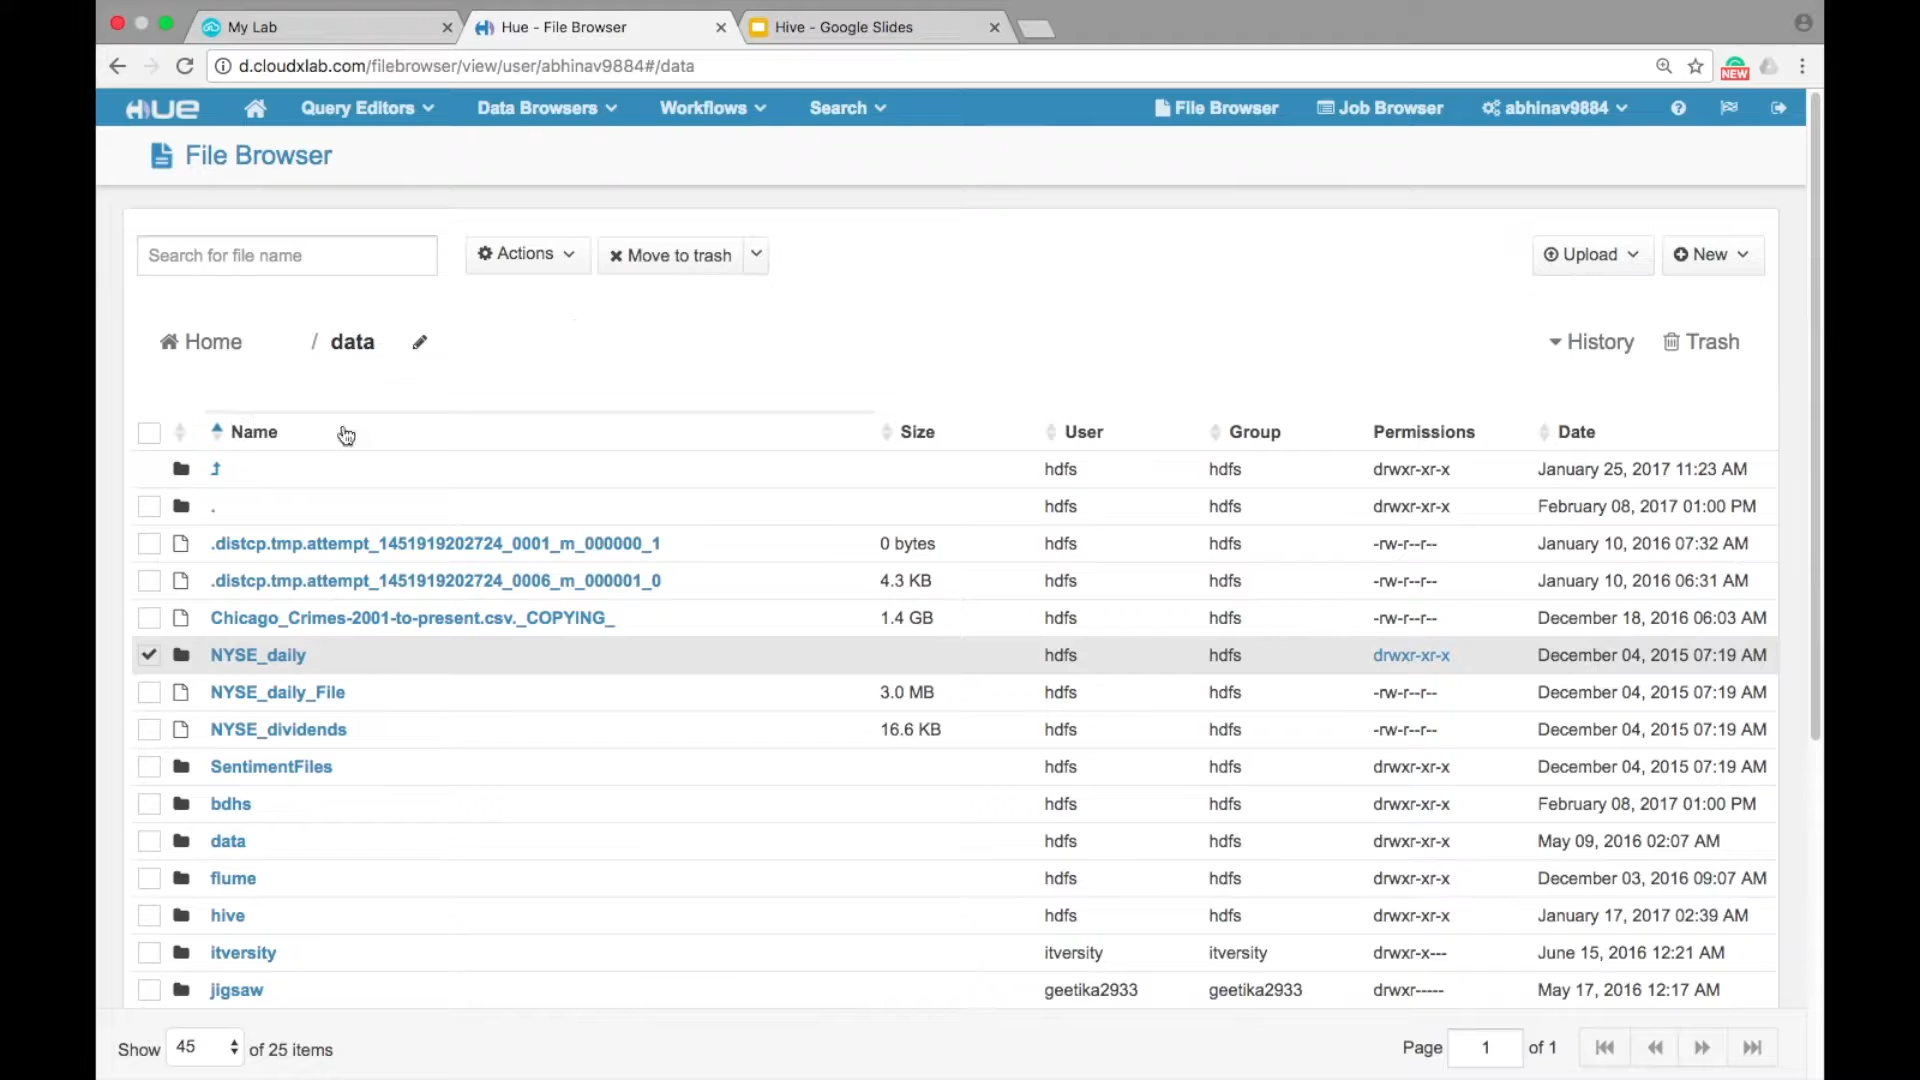 My Lab
Hue - File Browser
Hive - Google Slides
d.cloudxlab.com/filebrowser/view/user/abhinav9884#/data
NEW
HUE Query Editors Data Browsers Workflows Search File Browser Job Browser abhinav9884
File Browser
Search for file name Actions Move to trash Upload New
Home / data History Trash
Name Size User Group Permissions Date
hdfs hdfs drwxr-xr-x January 25, 2017 11:23 AM
. hdfs hdfs drwxr-xr-x February 08, 2017 01:00 PM
.distcp.tmp.attempt_1451919202724_0001_m_000000_1 0 bytes hdfs hdfs -rw-r--r-- January 10, 2016 07:32 AM
.distcp.tmp.attempt_1451919202724_0006_m_000001_0 4.3 KB hdfs hdfs -rw-r--r-- January 10, 2016 06:31 AM
Chicago_Crimes-2001-to-present.csv._COPYING_ 1.4 GB hdfs hdfs -rw-r--r-- December 18, 2016 06:03 AM
NYSE_daily hdfs hdfs drwxr-xr-x December 04, 2015 07:19 AM
NYSE_daily_File 3.0 MB hdfs hdfs -rw-r--r-- December 04, 2015 07:19 AM
NYSE_dividends 16.6 KB hdfs hdfs -rw-r--r-- December 04, 2015 07:19 AM
SentimentFiles hdfs hdfs drwxr-xr-x December 04, 2015 07:19 AM
bdhs hdfs hdfs drwxr-xr-x February 08, 2017 01:00 PM
data hdfs hdfs drwxr-xr-x May 09, 2016 02:07 AM
flume hdfs hdfs drwxr-xr-x December 03, 2016 09:07 AM
hive hdfs hdfs drwxr-xr-x January 17, 2017 02:39 AM
itversity itversity itversity drwxr-x--- June 15, 2016 12:21 AM
jigsaw geetika2933 geetika2933 drwxr----- May 17, 2016 12:17 AM
Show 45 of 25 items Page 1 of 1